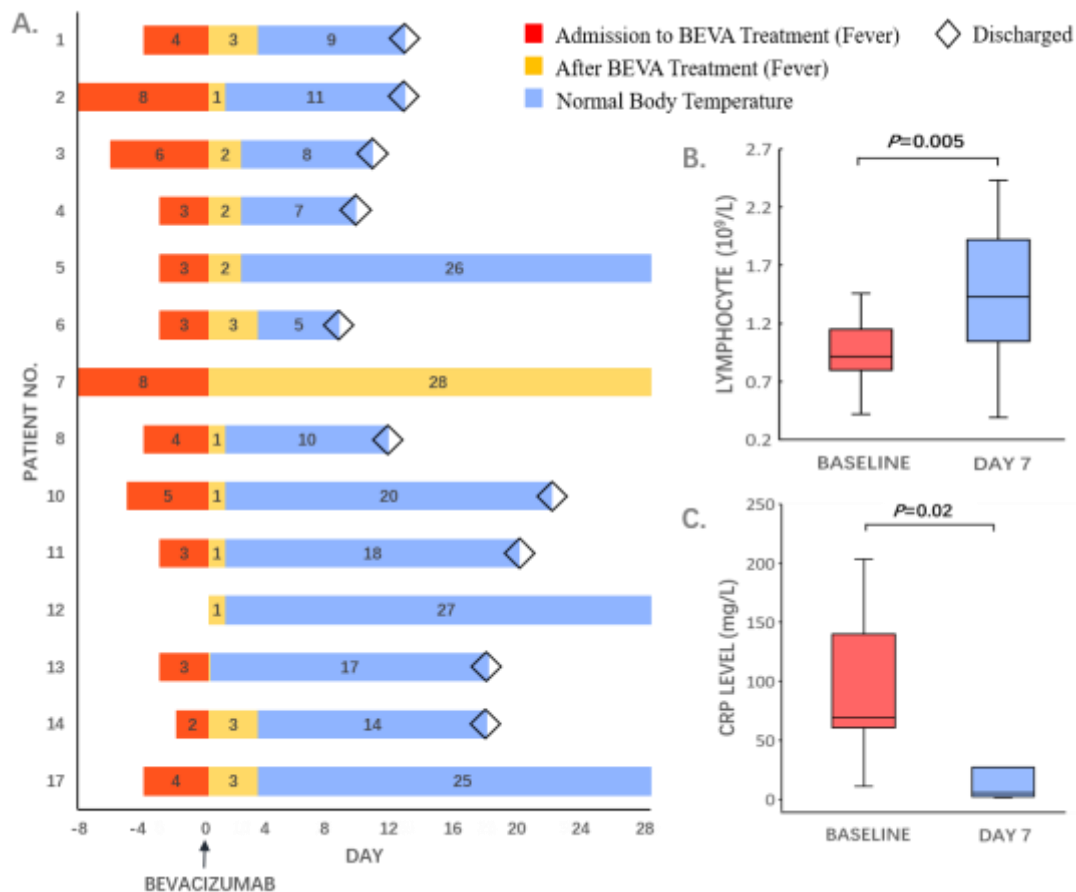 A.
Admission to BEVA Treatment (Fever)
Discharged
After BEVA Treatment (Fever)
Normal Body Temperature
PATIENT NO.
1 4 3 9
2 8 1 11
3 6 2 8
4 3 2 7
5 3 2 26
6 3 3 5
7 8 28
8 4 1 10
10 5 1 20
11 3 1 18
12 1 27
13 3 17
14 2 3 14
17 4 3 25
-8 -4 0 4 8 12 16 20 24 28
DAY
BEVACIZUMAB
B.
P=0.005
LYMPHOCYTE (10⁹/L)
2.7
2.2
1.7
1.2
0.7
0.2
BASELINE DAY 7
C.
P=0.02
CRP LEVEL (mg/L)
250
200
150
100
50
0
BASELINE DAY 7